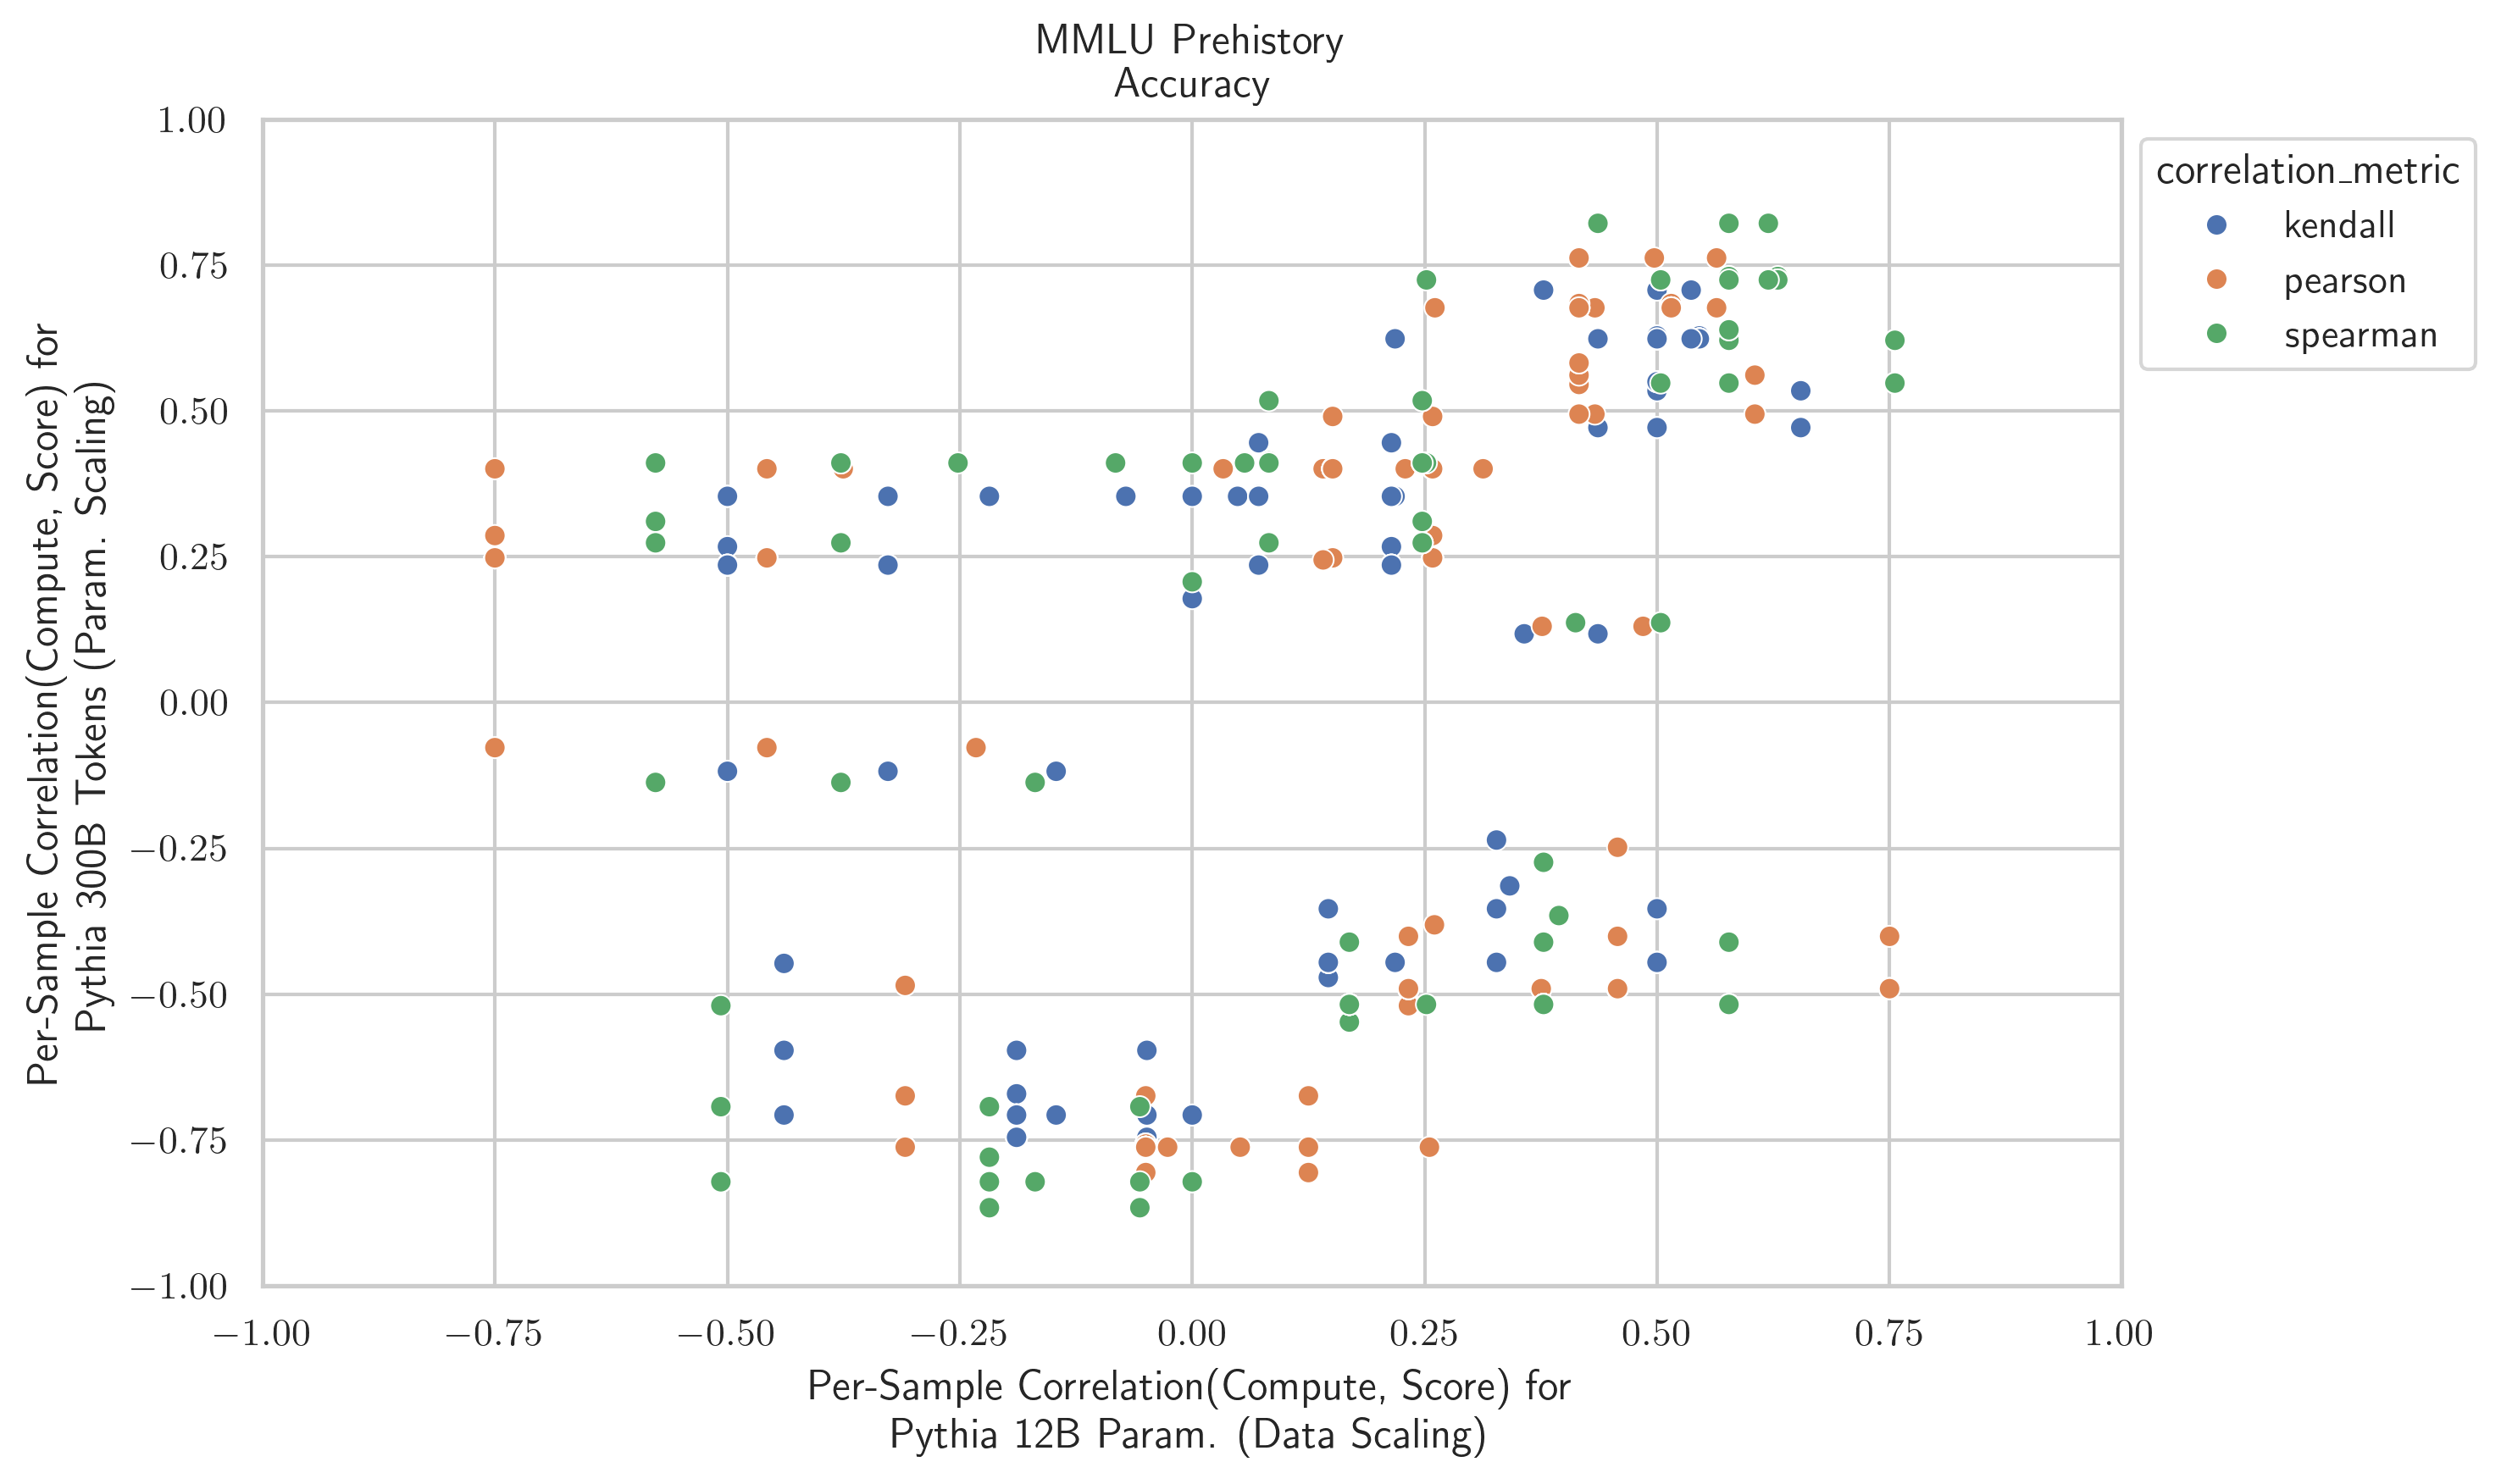 MMLU Prehistory
Accuracy
Per-Sample Correlation(Compute, Score) for
Pythia 300B Tokens (Param. Scaling)
1.00
0.75
0.50
0.25
0.00
−0.25
−0.50
−0.75
−1.00
−1.00 −0.75 −0.50 −0.25 0.00 0.25 0.50 0.75 1.00
Per-Sample Correlation(Compute, Score) for
Pythia 12B Param. (Data Scaling)
correlation_metric
kendall
pearson
spearman